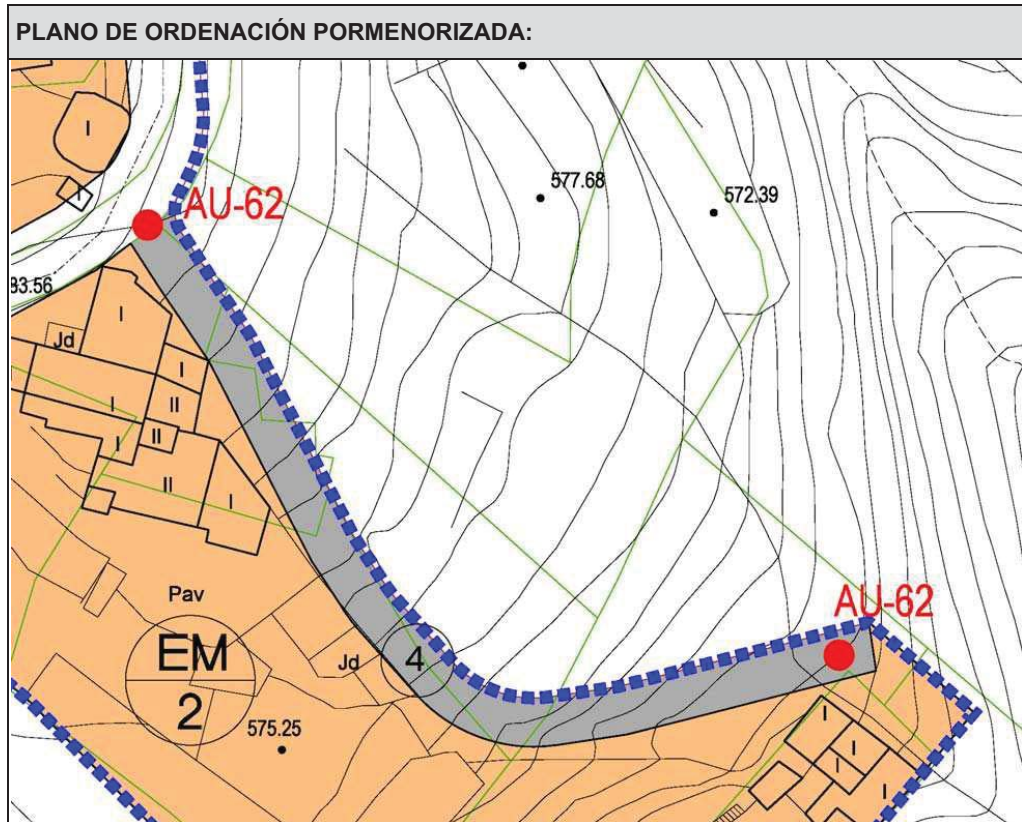 PLANO DE ORDENACIÓN PORMENORIZADA:
I
I
577.68
AU-62
572.39
83.56
I
Jd
I
I
II
I
II
II
I
Pav
AU-62
EM
Jd
4
2
575.25
I
I
I
I